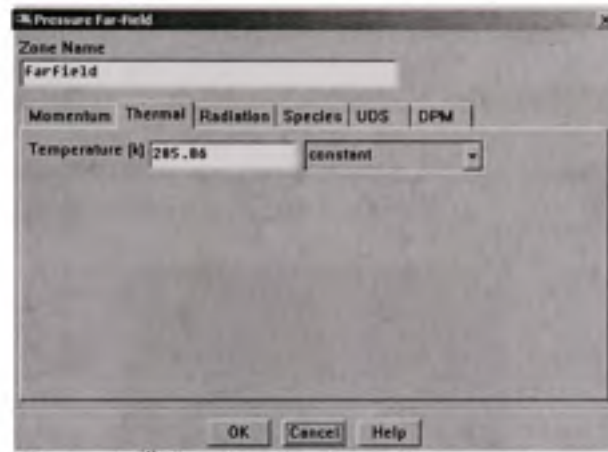 Pressure Far-Field
Zone Name
Farfield
Momentum Thermal Radiation Species UDS DPM
Temperature (k) 285.86 constant
OK Cancel Help